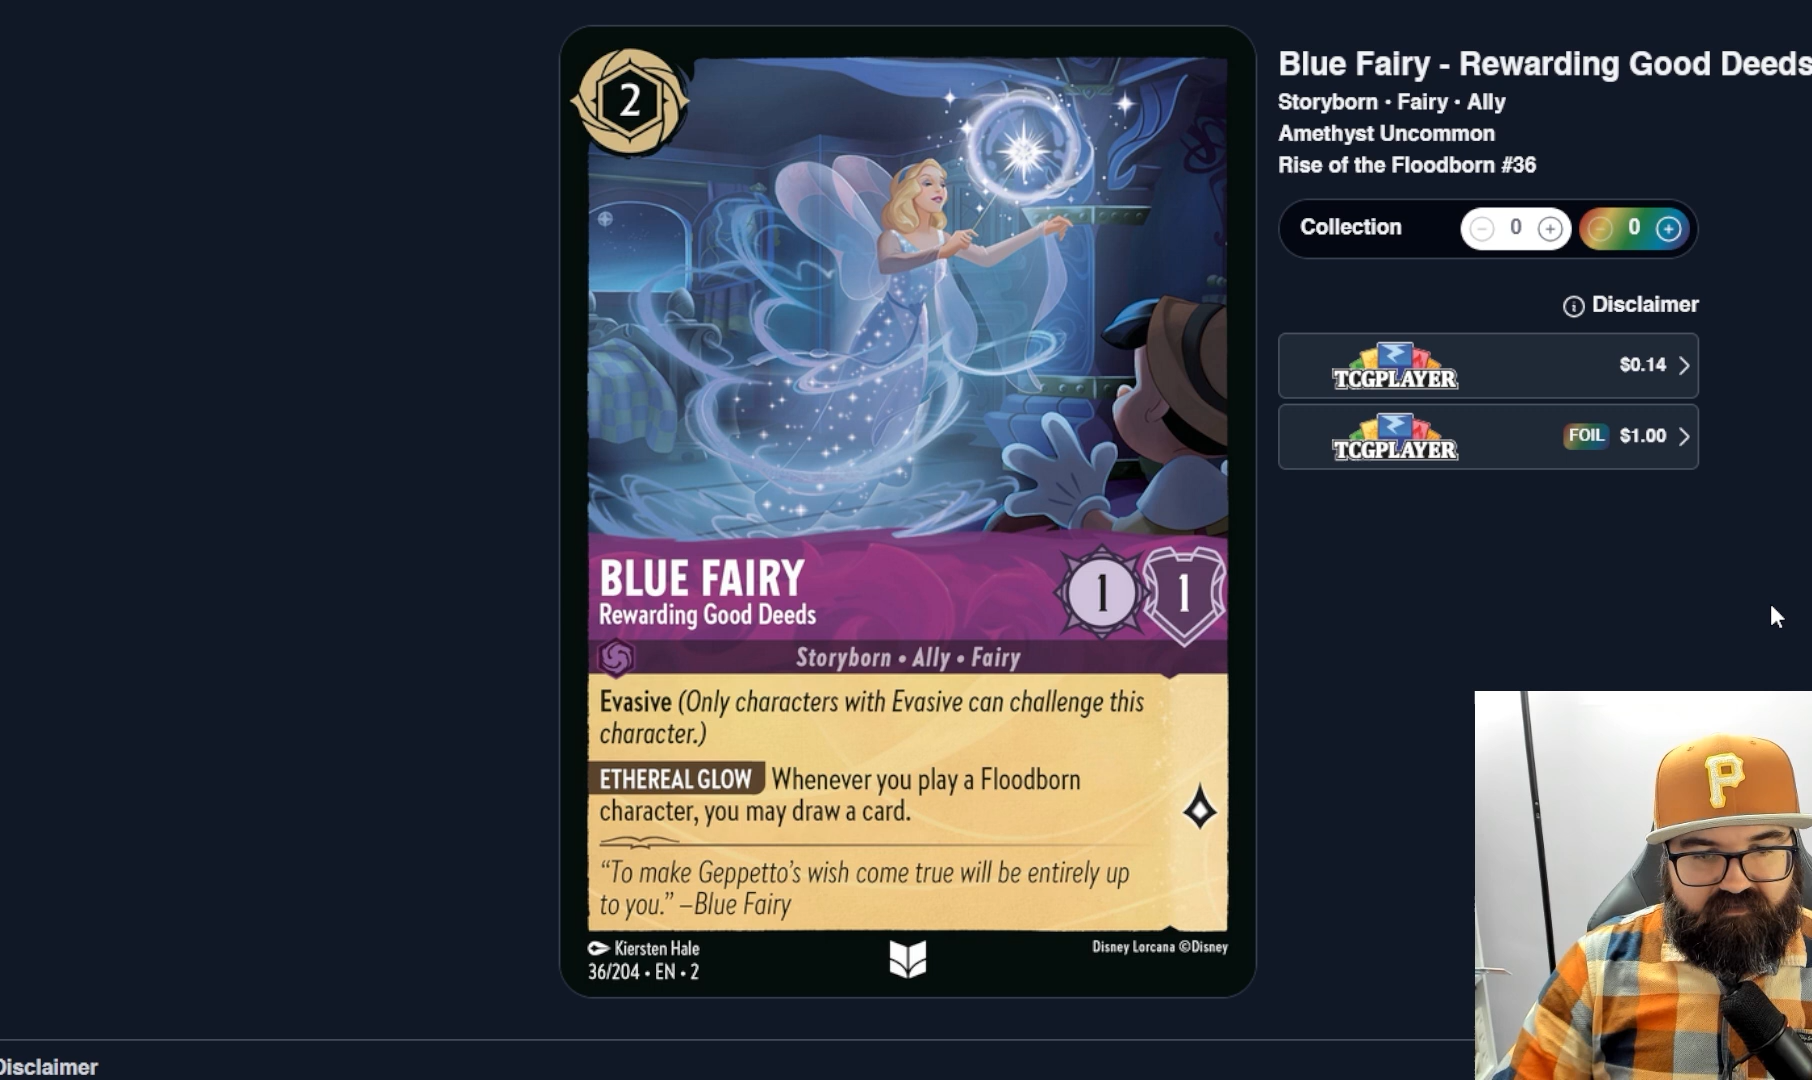 2
BLUE FAIRY
Rewarding Good Deeds
1
1
Storyborn • Ally • Fairy
Evasive (Only characters with Evasive can challenge this
character.)
ETHEREAL GLOW Whenever you play a Floodborn
character, you may draw a card.
“To make Geppetto’s wish come true will be entirely up
to you.” –Blue Fairy
Kiersten Hale
36/204 • EN • 2
Disney Lorcana ©Disney
Blue Fairy - Rewarding Good Deeds
Storyborn • Fairy • Ally
Amethyst Uncommon
Rise of the Floodborn #36
Collection 0 0
Disclaimer
TCGPLAYER $0.14
TCGPLAYER FOIL $1.00
P
Disclaimer